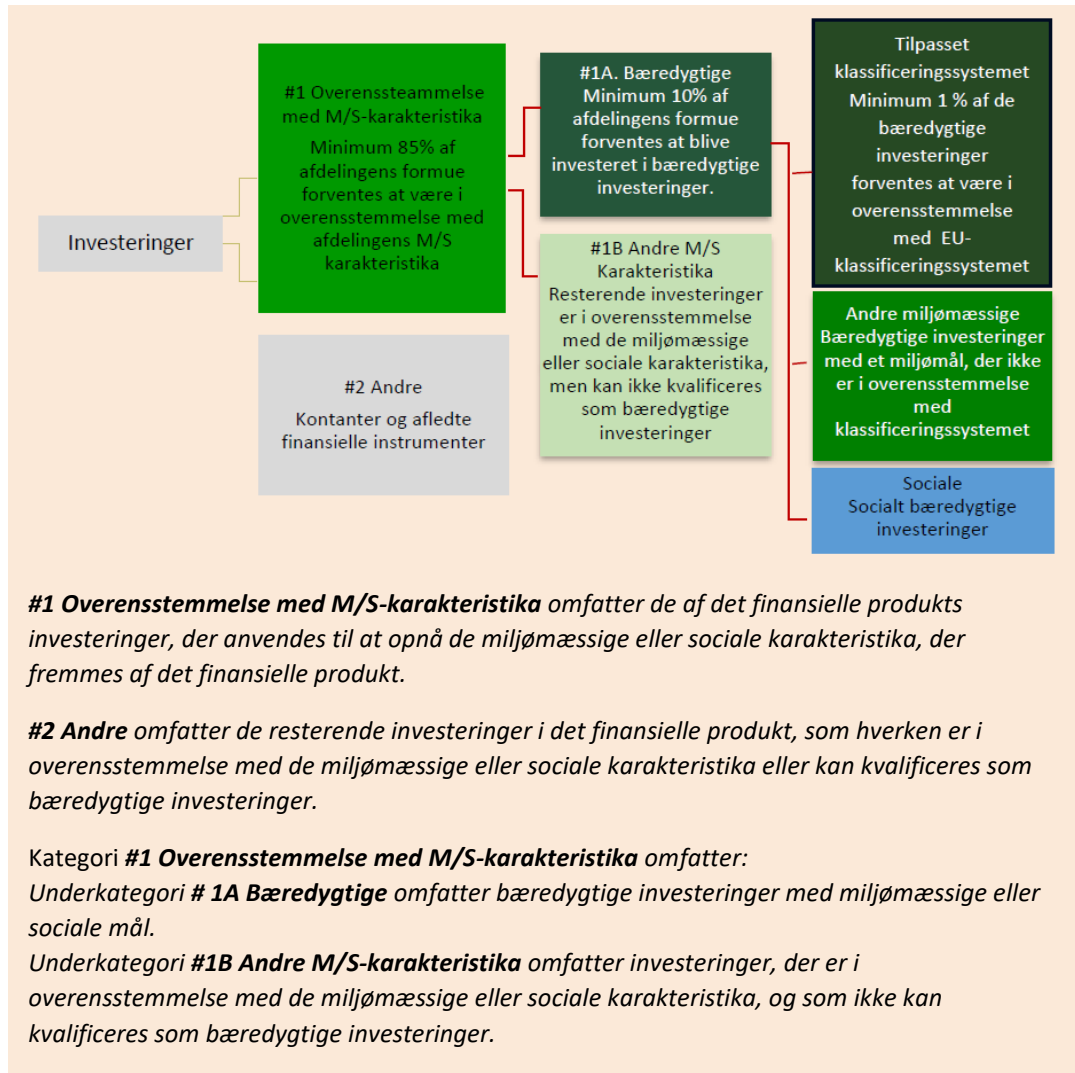 Investeringer
#1 Overenssteammelse
med M/S-karakteristika
Minimum 85% af
afdelingens formue
forventes at være i
overensstemmelse med
afdelingens M/S
karakteristika
#2 Andre
Kontanter og afledte
finansielle instrumenter
#1A. Bæredygtige
Minimum 10% af
afdelingens formue
forventes at blive
investeret i bæredygtige
investeringer.
#1B Andre M/S
Karakteristika
Resterende investeringer
er i overensstemmelse
med de miljømæssige
eller sociale karakteristika,
men kan ikke kvalificeres
som bæredygtige
investeringer
Tilpasset
klassificeringssystemet
Minimum 1 % af de
bæredygtige
investeringer
forventes at være i
overensstemmelse
med EU-
klassificeringssystemet
Andre miljømæssige
Bæredygtige investeringer
med et miljømål, der ikke
er i overensstemmelse
med
klassificeringssystemet
Sociale
Socialt bæredygtige
investeringer
#1 Overensstemmelse med M/S-karakteristika omfatter de af det finansielle produkts
investeringer, der anvendes til at opnå de miljømæssige eller sociale karakteristika, der
fremmes af det finansielle produkt.
#2 Andre omfatter de resterende investeringer i det finansielle produkt, som hverken er i
overensstemmelse med de miljømæssige eller sociale karakteristika eller kan kvalificeres som
bæredygtige investeringer.
Kategori #1 Overensstemmelse med M/S-karakteristika omfatter:
Underkategori # 1A Bæredygtige omfatter bæredygtige investeringer med miljømæssige eller
sociale mål.
Underkategori #1B Andre M/S-karakteristika omfatter investeringer, der er i
overensstemmelse med de miljømæssige eller sociale karakteristika, og som ikke kan
kvalificeres som bæredygtige investeringer.